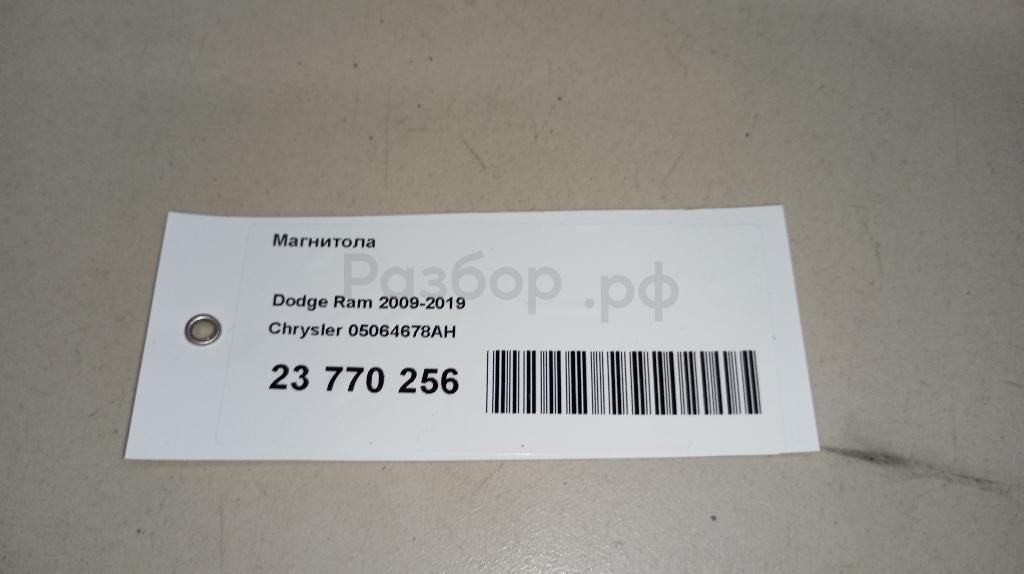 Магнитола
Разбор.рф
Dodge Ram 2009-2019
Chrysler 05064678AH
23 770 256